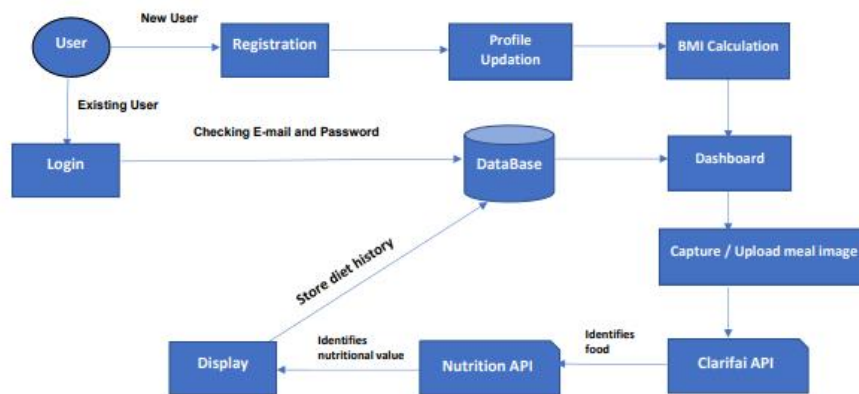 New User
User
Registration
Profile
Updation
BMI Calculation
Existing User
Checking E-mail and Password
Login
DataBase
Dashboard
Store diet history
Capture / Upload meal image
Identifies
nutritional value
Identifies
food
Display
Nutrition API
Clarifai API